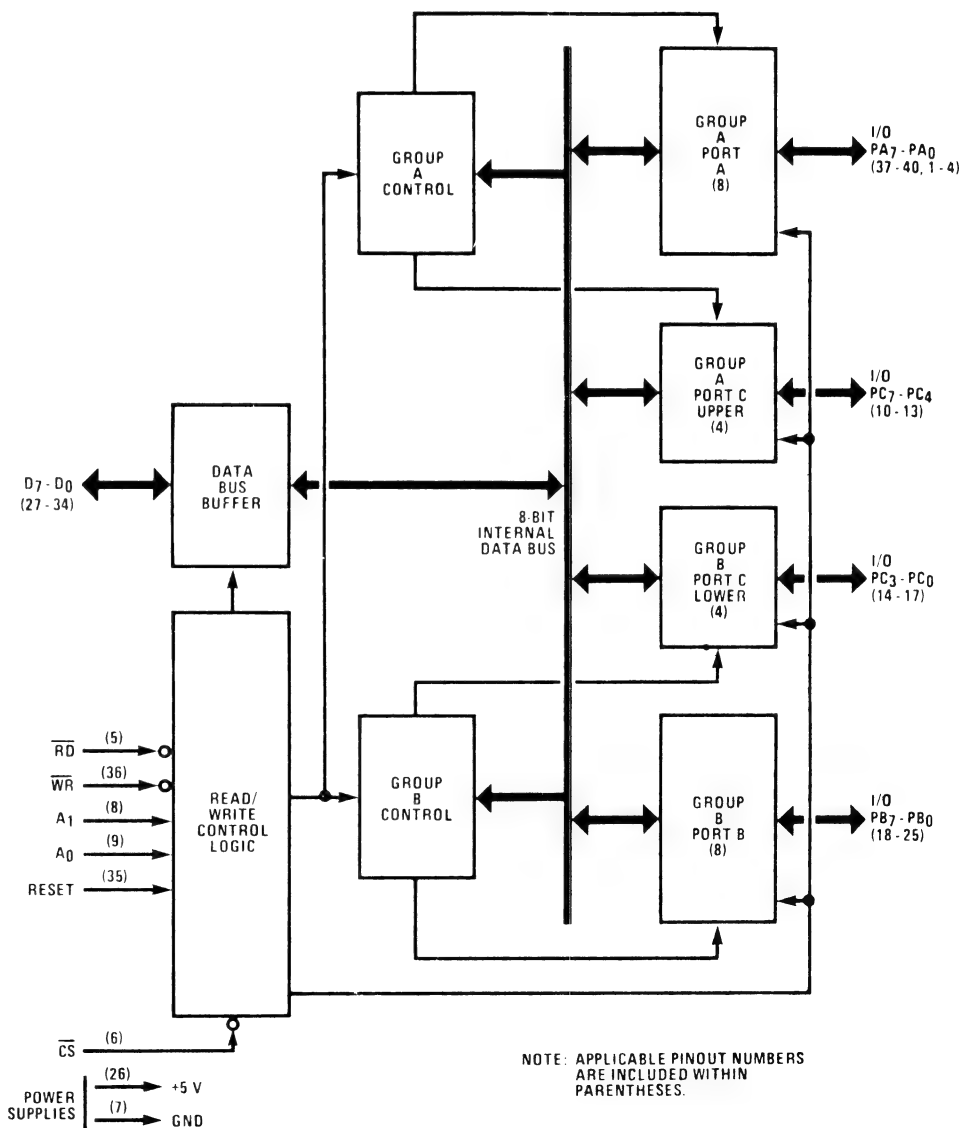 GROUP
A
CONTROL
GROUP
A
PORT
A
(8)
I/O
PA7 - PA0
(37 - 40, 1 - 4)
GROUP
A
PORT C
UPPER
(4)
I/O
PC7 - PC4
(10 - 13)
D7 - D0
(27 - 34)
DATA
BUS
BUFFER
8-BIT
INTERNAL
DATA BUS
GROUP
B
PORT C
LOWER
(4)
I/O
PC3 - PC0
(14 - 17)
R̅D̅ (5)
W̅R̅ (36)
A1 (8)
A0 (9)
RESET (35)
READ/
WRITE
CONTROL
LOGIC
GROUP
B
CONTROL
GROUP
B
PORT B
(8)
I/O
PB7 - PB0
(18 - 25)
C̅S̅ (6)
POWER
SUPPLIES
(26) +5 V
(7) GND
NOTE: APPLICABLE PINOUT NUMBERS
ARE INCLUDED WITHIN
PARENTHESES.